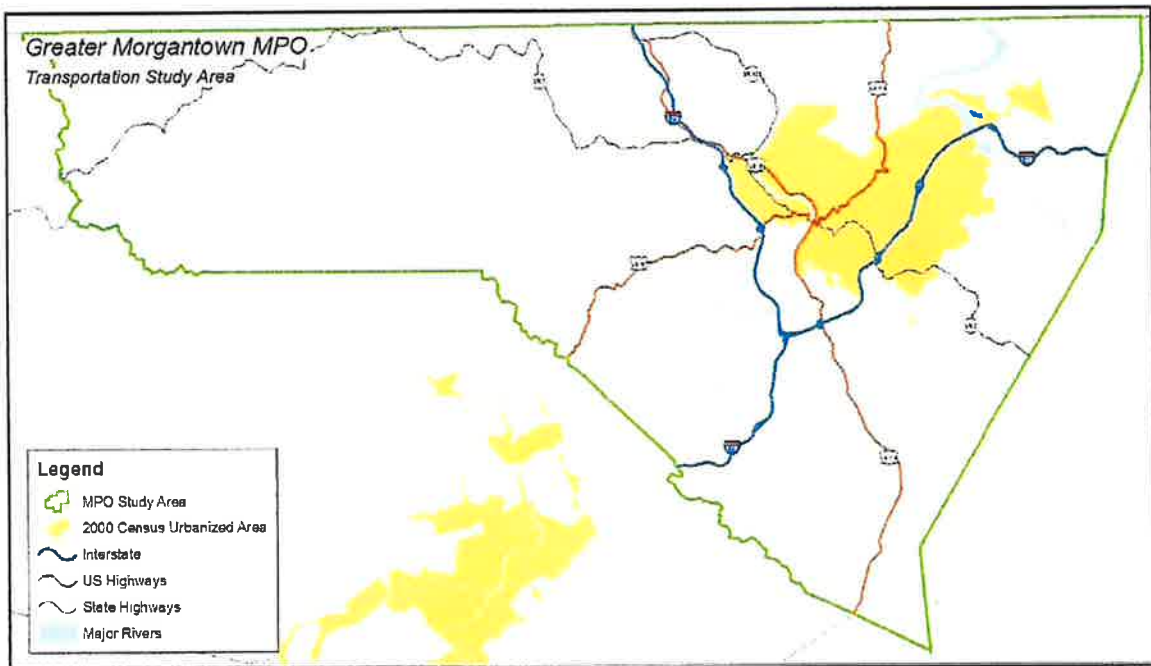 Greater Morgantown MPO
Transportation Study Area
Legend
MPO Study Area
2000 Census Urbanized Area
Interstate
US Highways
State Highways
Major Rivers